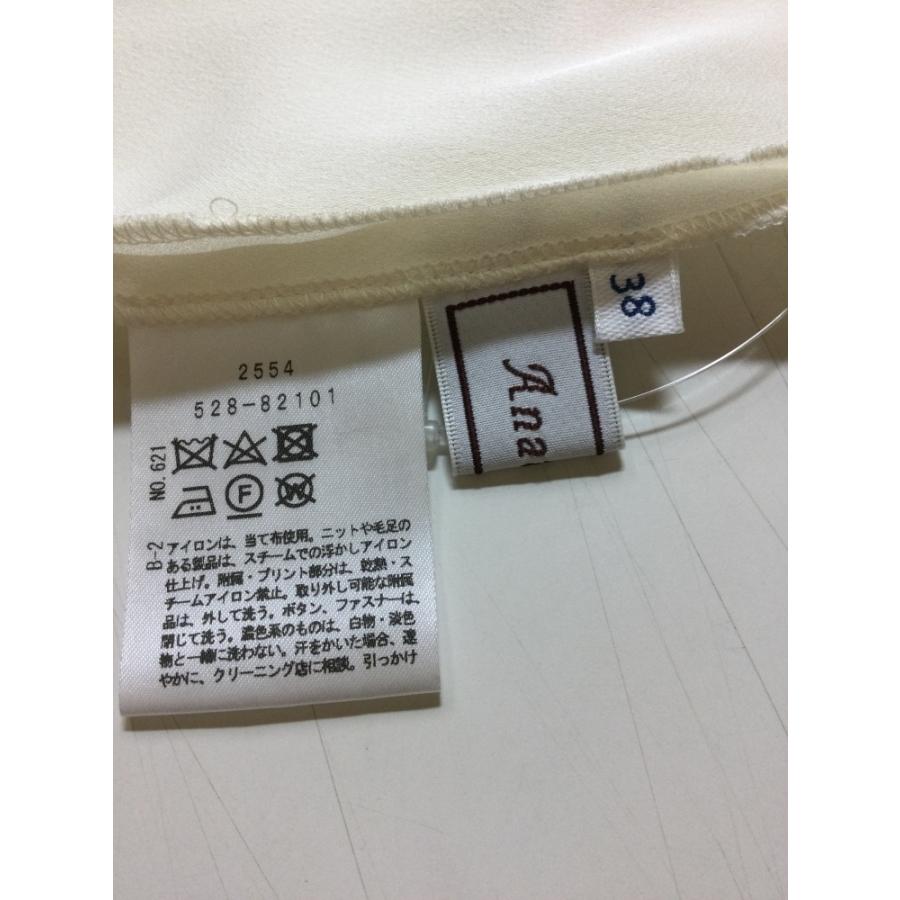 2554
528-82101
NO. 621
F
W
B-2
アイロンは、当て布使用。ニットや毛足の
ある製品は、スチームでの浮かしアイロン
仕上げ。附属・プリント部分は、乾熱・ス
チームアイロン禁止。取り外し可能な附属
品は、外して洗う。ボタン、ファスナーは、
閉じて洗う。濃色系のものは、白物・淡色
物と一緒に洗わない。汗をかいた場合、速
やかに、クリーニング店に相談。引っかけ
Ana
38